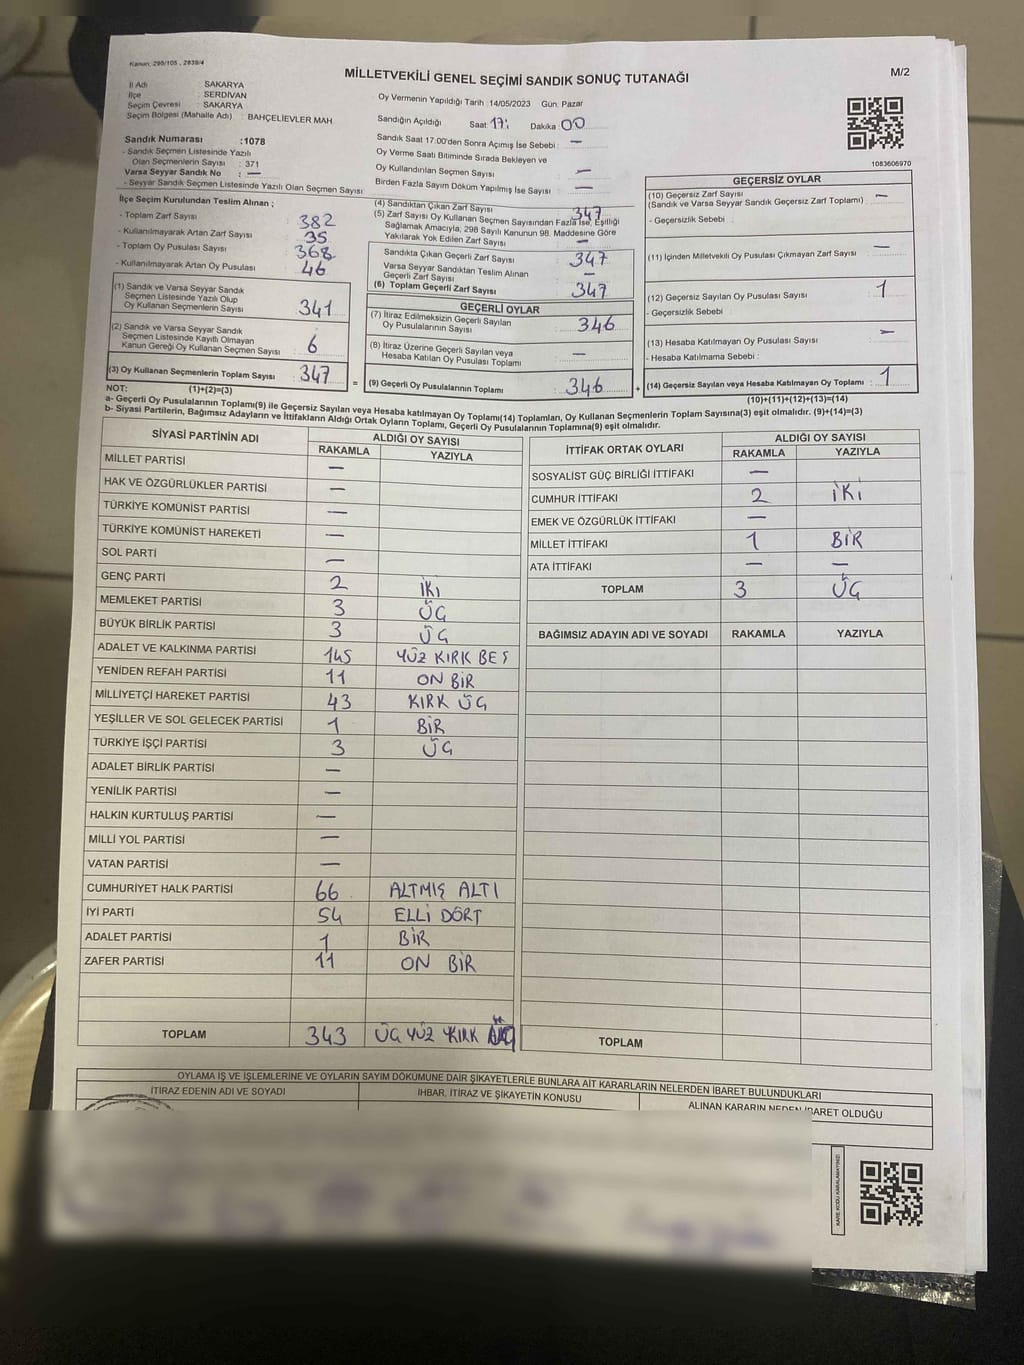 Kanun: 298/105 , 2839/4
MİLLETVEKİLİ GENEL SEÇİMİ SANDIK SONUÇ TUTANAĞI
M/2
İl Adı : SAKARYA
İlçe : SERDİVAN
Seçim Çevresi : SAKARYA
Seçim Bölgesi (Mahalle Adı) : BAHÇELİEVLER MAH.
Sandık Numarası :1078
- Sandık Seçmen Listesinde Yazılı
Olan Seçmenlerin Sayısı : 371
Varsa Seyyar Sandık No : —
- Seyyar Sandık Seçmen Listesinde Yazılı Olan Seçmen Sayısı
Oy Vermenin Yapıldığı Tarih : 14/05/2023 Gün: Pazar
Sandığın Açıldığı Saat: 17: Dakika: 00
Sandık Saat 17:00'den Sonra Açılmış İse Sebebi : —
Oy Verme Saati Bitiminde Sırada Bekleyen ve
Oy Kullandırılan Seçmen Sayısı : —
Birden Fazla Sayım Döküm Yapılmış İse Sayısı : —
1083606970
İlçe Seçim Kurulundan Teslim Alınan ;
- Toplam Zarf Sayısı : 382
- Kullanılmayarak Artan Zarf Sayısı : 35
- Toplam Oy Pusulası Sayısı : 368
- Kullanılmayarak Artan Oy Pusulası : 46
(1) Sandık ve Varsa Seyyar Sandık
Seçmen Listesinde Yazılı Olup
Oy Kullanan Seçmenlerin Sayısı : 341
(2) Sandık ve Varsa Seyyar Sandık
Seçmen Listesinde Kayıtlı Olmayan
Kanun Gereği Oy Kullanan Seçmen Sayısı : 6
(3) Oy Kullanan Seçmenlerin Toplam Sayısı : 347
(1)+(2)=(3)
(4) Sandıktan Çıkan Zarf Sayısı : 347
(5) Zarf Sayısı Oy Kullanan Seçmen Sayısından Fazla İse, Eşitliği
Sağlamak Amacıyla, 298 Sayılı Kanunun 98. Maddesine Göre
Yakılarak Yok Edilen Zarf Sayısı : —
Sandıkta Çıkan Geçerli Zarf Sayısı : 347
Varsa Seyyar Sandıktan Teslim Alınan
Geçerli Zarf Sayısı : —
(6) Toplam Geçerli Zarf Sayısı : 347
GEÇERLİ OYLAR
(7) İtiraz Edilmeksizin Geçerli Sayılan
Oy Pusulalarının Sayısı : 346
(8) İtiraz Üzerine Geçerli Sayılan veya
Hesaba Katılan Oy Pusulası Toplamı : —
= (9) Geçerli Oy Pusulalarının Toplamı : 346 +
GEÇERSİZ OYLAR
(10) Geçersiz Zarf Sayısı : —
(Sandık ve Varsa Seyyar Sandık Geçersiz Zarf Toplamı)
- Geçersizlik Sebebi :
(11) İçinden Milletvekili Oy Pusulası Çıkmayan Zarf Sayısı : —
(12) Geçersiz Sayılan Oy Pusulası Sayısı : 1
- Geçersizlik Sebebi :
(13) Hesaba Katılmayan Oy Pusulası Sayısı : —
- Hesaba Katılmama Sebebi :
(14) Geçersiz Sayılan veya Hesaba Katılmayan Oy Toplamı : 1
(10)+(11)+(12)+(13)=(14)
NOT:
a- Geçerli Oy Pusulalarının Toplamı(9) ile Geçersiz Sayılan veya Hesaba katılmayan Oy Toplamı(14) Toplamları, Oy Kullanan Seçmenlerin Toplam Sayısına(3) eşit olmalıdır. (9)+(14)=(3)
b- Siyasi Partilerin, Bağımsız Adayların ve İttifakların Aldığı Ortak Oyların Toplamı, Geçerli Oy Pusulalarının Toplamına(9) eşit olmalıdır.
SİYASİ PARTİNİN ADI ALDIĞI OY SAYISI
RAKAMLA YAZIYLA
MİLLET PARTİSİ —
HAK VE ÖZGÜRLÜKLER PARTİSİ —
TÜRKİYE KOMÜNİST PARTİSİ —
TÜRKİYE KOMÜNİST HAREKETİ —
SOL PARTİ —
GENÇ PARTİ 2 İKİ
MEMLEKET PARTİSİ 3 ÜÇ
BÜYÜK BİRLİK PARTİSİ 3 ÜÇ
ADALET VE KALKINMA PARTİSİ 145 YÜZ KIRK BEŞ
YENİDEN REFAH PARTİSİ 11 ON BİR
MİLLİYETÇİ HAREKET PARTİSİ 43 KIRK ÜÇ
YEŞİLLER VE SOL GELECEK PARTİSİ 1 BİR
TÜRKİYE İŞÇİ PARTİSİ 3 ÜÇ
ADALET BİRLİK PARTİSİ —
YENİLİK PARTİSİ —
HALKIN KURTULUŞ PARTİSİ —
MİLLİ YOL PARTİSİ —
VATAN PARTİSİ —
CUMHURİYET HALK PARTİSİ 66 ALTMIŞ ALTI
İYİ PARTİ 54 ELLİ DÖRT
ADALET PARTİSİ 1 BİR
ZAFER PARTİSİ 11 ON BİR
TOPLAM 343 ÜÇ YÜZ KIRK ÜÇ
İTTİFAK ORTAK OYLARI ALDIĞI OY SAYISI
RAKAMLA YAZIYLA
SOSYALİST GÜÇ BİRLİĞİ İTTİFAKI —
CUMHUR İTTİFAKI 2 İKİ
EMEK VE ÖZGÜRLÜK İTTİFAKI —
MİLLET İTTİFAKI 1 BİR
ATA İTTİFAKI — —
TOPLAM 3 ÜÇ
BAĞIMSIZ ADAYIN ADI VE SOYADI RAKAMLA YAZIYLA
TOPLAM
OYLAMA İŞ VE İŞLEMLERİNE VE OYLARIN SAYIM DÖKÜMÜNE DAİR ŞİKAYETLERLE BUNLARA AİT KARARLARIN NELERDEN İBARET BULUNDUKLARI
İTİRAZ EDENİN ADI VE SOYADI İHBAR, İTİRAZ VE ŞİKAYETİN KONUSU ALINAN KARARIN NEDEN İBARET OLDUĞU
KARE KODU KARALAMAYINIZ!